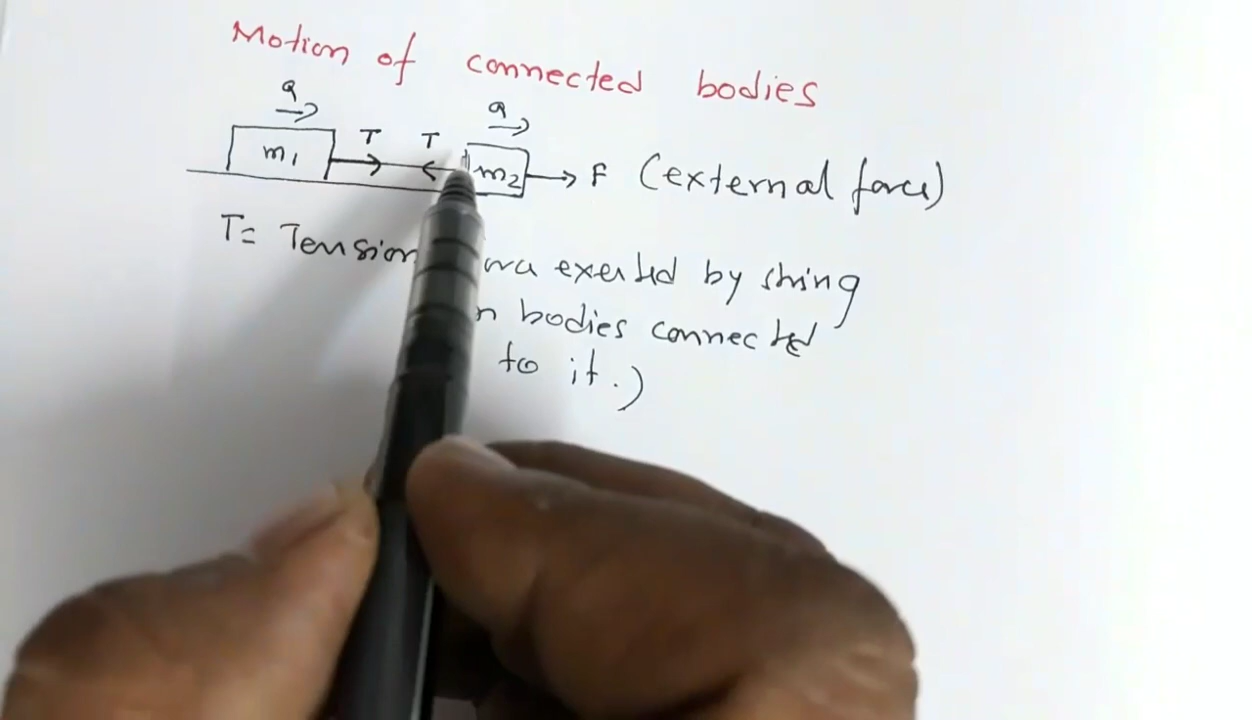 Motion of connected bodies
a a
m1 T T m2 F (external force)
T= Tension exerted by string
bodies connected
to it.)